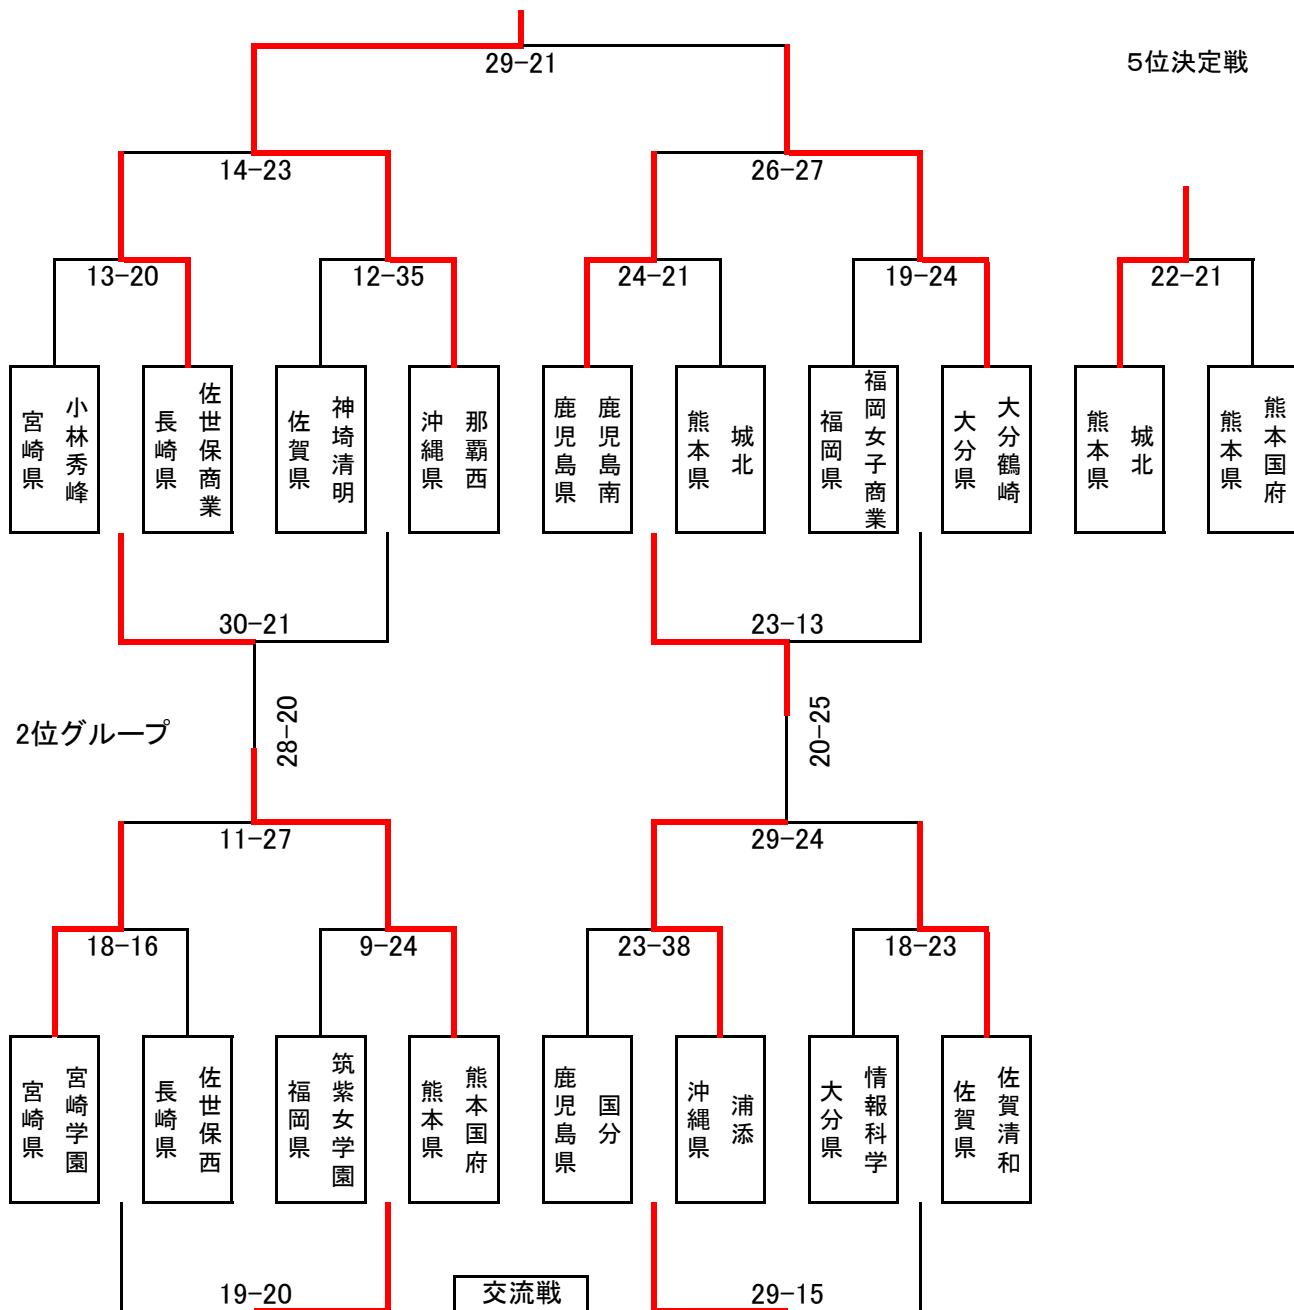 29-21
5位決定戦
14-23
26-27
13-20
12-35
24-21
19-24
22-21
宮崎県
小林秀峰
長崎県
佐世保商業
佐賀県
神埼清明
沖縄県
那覇西
鹿児島県
鹿児島南
熊本県
城北
福岡県
福岡女子商業
大分県
大分鶴崎
熊本県
城北
熊本県
熊本国府
30-21
23-13
28-20
20-25
2位グループ
11-27
29-24
18-16
9-24
23-38
18-23
宮崎県
宮崎学園
長崎県
佐世保西
福岡県
筑紫女学園
熊本県
熊本国府
鹿児島県
国分
沖縄県
浦添
大分県
情報科学
佐賀県
佐賀清和
19-20
交流戦
29-15